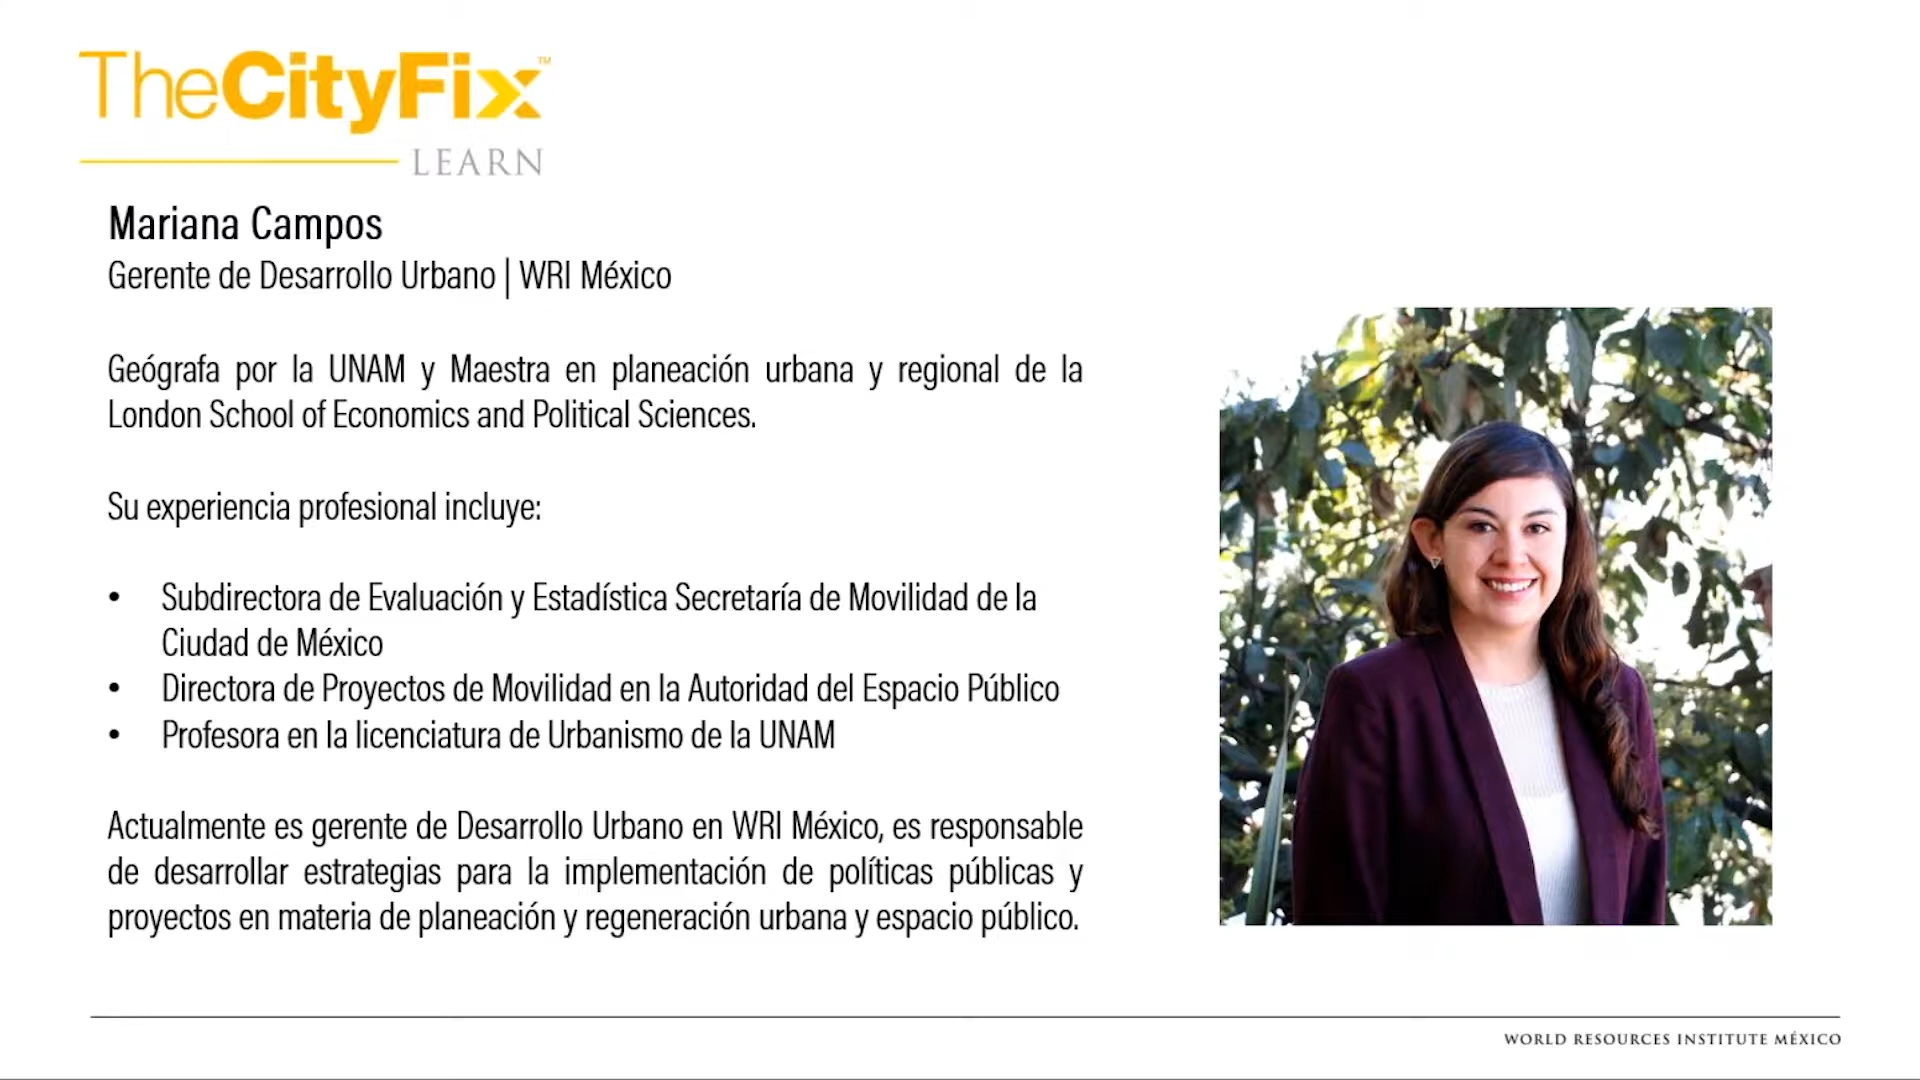 TheCityFix™
LEARN
Mariana Campos
Gerente de Desarrollo Urbano | WRI México
Geógrafa por la UNAM y Maestra en planeación urbana y regional de la
London School of Economics and Political Sciences.
Su experiencia profesional incluye:
• Subdirectora de Evaluación y Estadística Secretaría de Movilidad de la
Ciudad de México
• Directora de Proyectos de Movilidad en la Autoridad del Espacio Público
• Profesora en la licenciatura de Urbanismo de la UNAM
Actualmente es gerente de Desarrollo Urbano en WRI México, es responsable
de desarrollar estrategias para la implementación de políticas públicas y
proyectos en materia de planeación y regeneración urbana y espacio público.
WORLD RESOURCES INSTITUTE MÉXICO